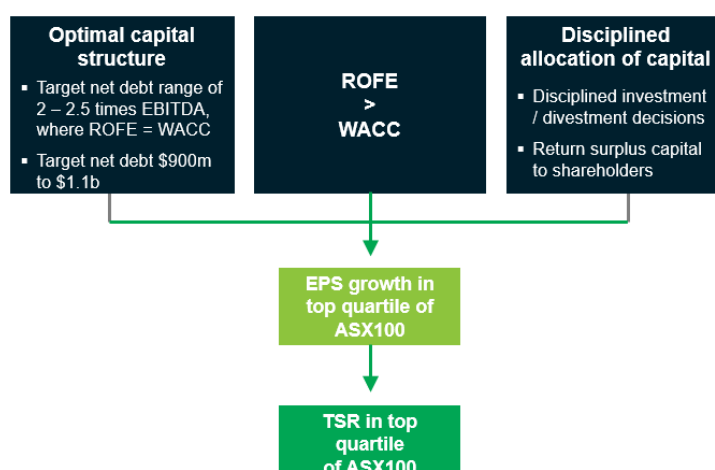 Optimal capital
structure
▪ Target net debt range of
2 – 2.5 times EBITDA,
where ROFE = WACC
▪ Target net debt $900m
to $1.1b
ROFE
>
WACC
Disciplined
allocation of capital
▪ Disciplined investment
/ divestment decisions
▪ Return surplus capital
to shareholders
EPS growth in
top quartile of
ASX100
TSR in top
quartile
of ASX100